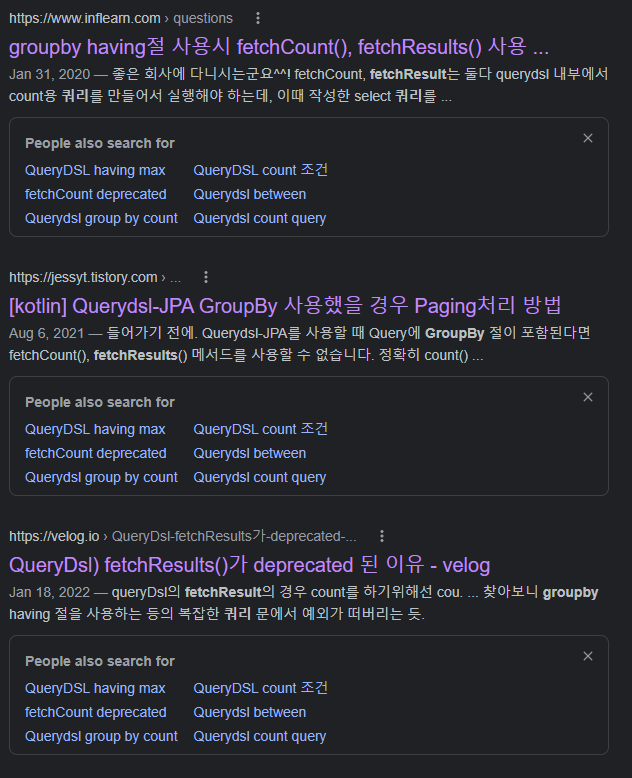 https://www.inflearn.com › questions
groupby having절 사용시 fetchCount(), fetchResults() 사용 ...
Jan 31, 2020 — 좋은 회사에 다니시는군요^^! fetchCount, fetchResult는 둘다 querydsl 내부에서
count용 쿼리를 만들어서 실행해야 하는데, 이때 작성한 select 쿼리를 ...
People also search for
QueryDSL having max QueryDSL count 조건
fetchCount deprecated Querydsl between
Querydsl group by count Querydsl count query
https://jessyt.tistory.com › ...
[kotlin] Querydsl-JPA GroupBy 사용했을 경우 Paging처리 방법
Aug 6, 2021 — 들어가기 전에. Querydsl-JPA를 사용할 때 Query에 GroupBy 절이 포함된다면
fetchCount(), fetchResults() 메서드를 사용할 수 없습니다. 정확히 count() ...
People also search for
QueryDSL having max QueryDSL count 조건
fetchCount deprecated Querydsl between
Querydsl group by count Querydsl count query
https://velog.io › QueryDsl-fetchResults가-deprecated-...
QueryDsl) fetchResults()가 deprecated 된 이유 - velog
Jan 18, 2022 — queryDsl의 fetchResult의 경우 count를 하기위해선 cou. ... 찾아보니 groupby
having 절을 사용하는 등의 복잡한 쿼리 문에서 예외가 떠버리는 듯.
People also search for
QueryDSL having max QueryDSL count 조건
fetchCount deprecated Querydsl between
Querydsl group by count Querydsl count query